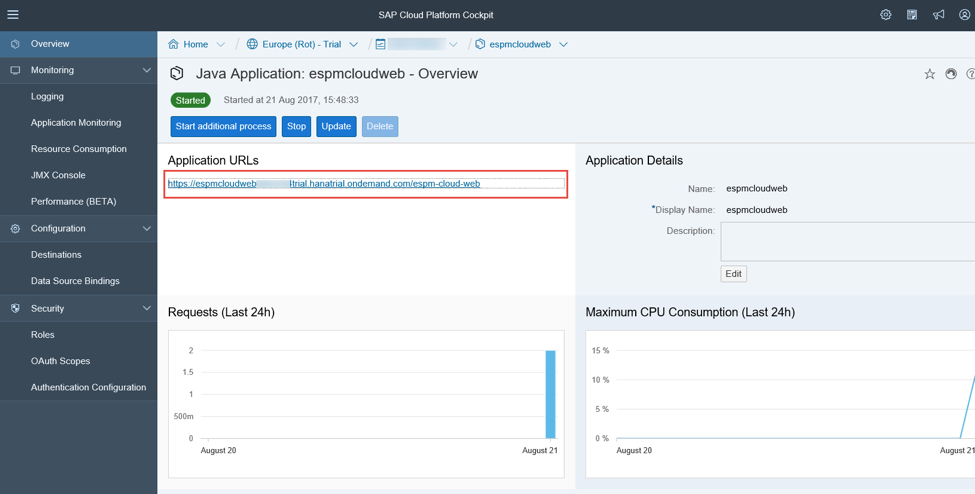 SAP Cloud Platform Cockpit
Overview
Monitoring
Logging
Application Monitoring
Resource Consumption
JMX Console
Performance (BETA)
Configuration
Destinations
Data Source Bindings
Security
Roles
OAuth Scopes
Authentication Configuration
Home / Europe (Rot) - Trial / / espmcloudweb
Java Application: espmcloudweb - Overview
Started Started at 21 Aug 2017, 15:48:33
Start additional process Stop Update Delete
Application URLs
https://espmcloudweb trial.hanatrial.ondemand.com/espm-cloud-web
Application Details
Name: espmcloudweb
*Display Name: espmcloudweb
Description:
Edit
Requests (Last 24h)
2
1.5
1
500m
0
August 20 August 21
Maximum CPU Consumption (Last 24h)
15 %
10 %
5 %
0 %
August 20 August 21